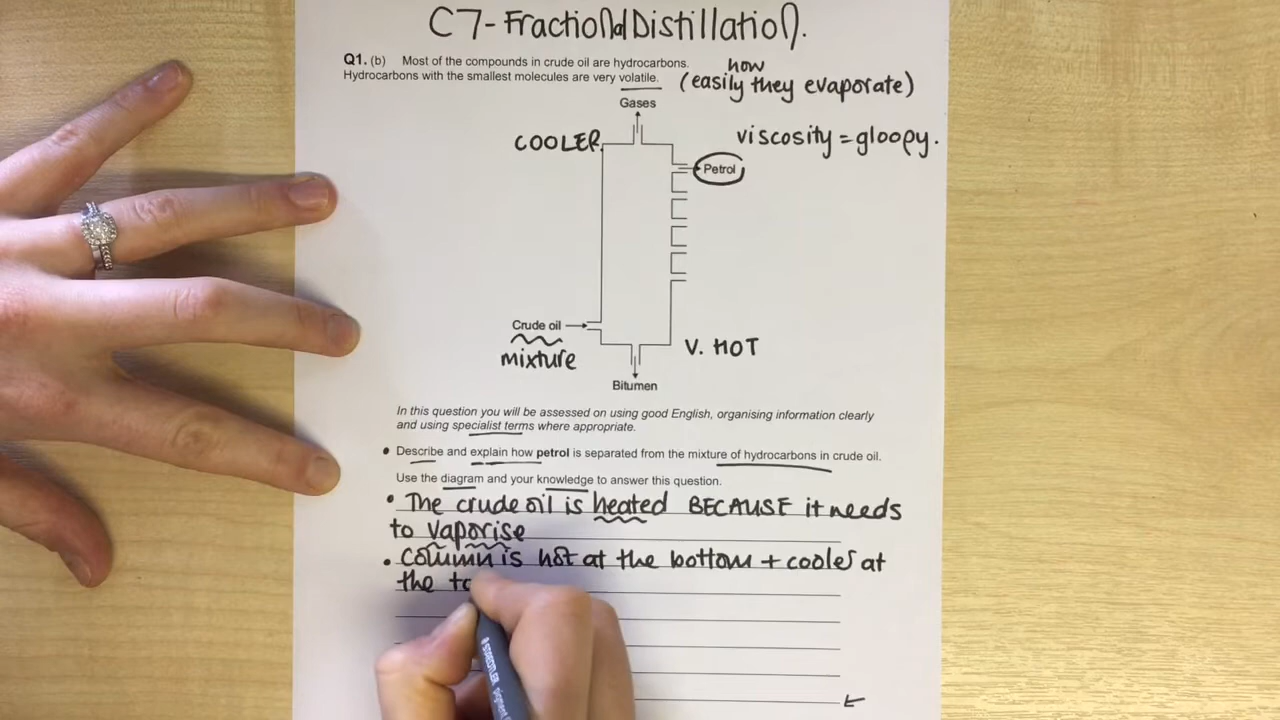 C7-Fractional Distillation.
Q1. (b) Most of the compounds in crude oil are hydrocarbons.
how
Hydrocarbons with the smallest molecules are very volatile. (easily they evaporate)
Gases
COOLER viscosity = gloopy.
Petrol
Crude oil
mixture
V. HOT
Bitumen
In this question you will be assessed on using good English, organising information clearly
and using specialist terms where appropriate.
• Describe and explain how petrol is separated from the mixture of hydrocarbons in crude oil.
Use the diagram and your knowledge to answer this question.
• The crude oil is heated BECAUSE it needs
to vaporise
• column is hot at the bottom + cooler at
the to
STAEDTLER